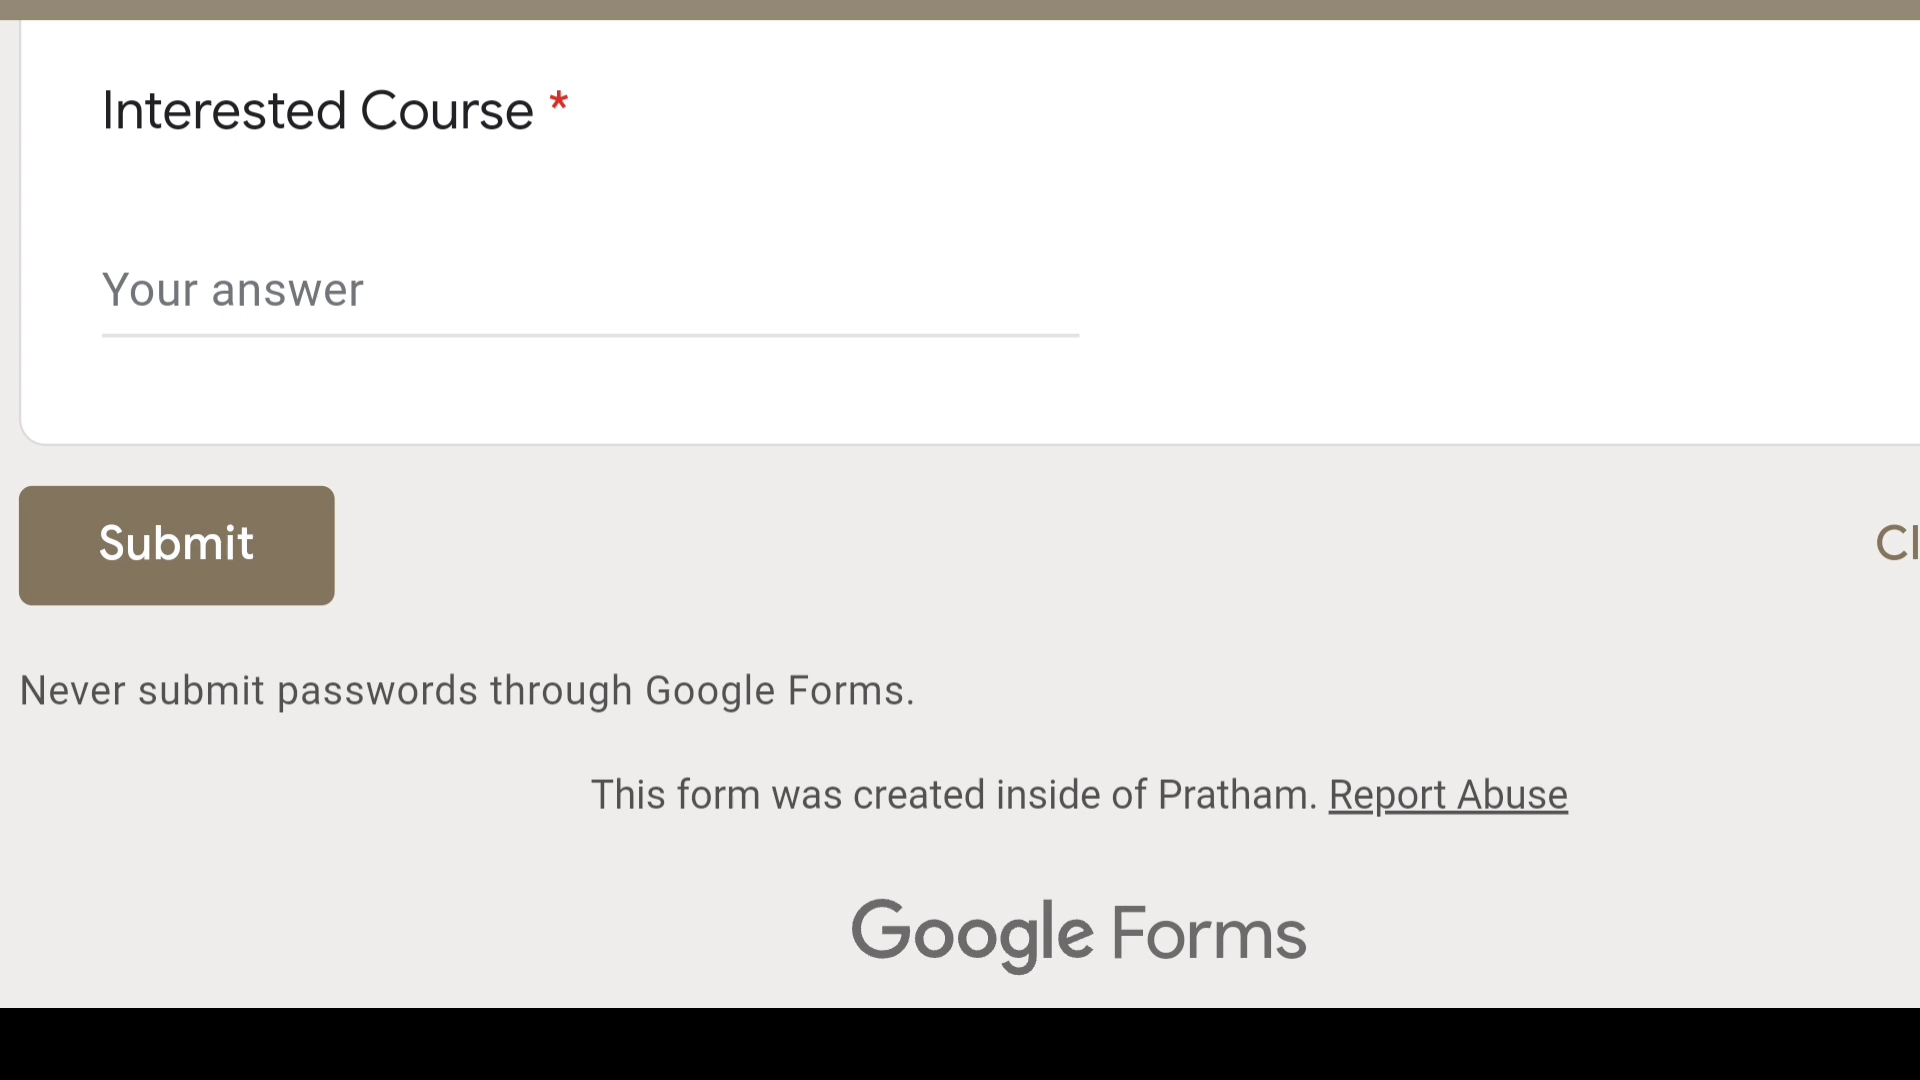 Interested Course *
Your answer
Submit
Never submit passwords through Google Forms.
This form was created inside of Pratham. Report Abuse
Google Forms